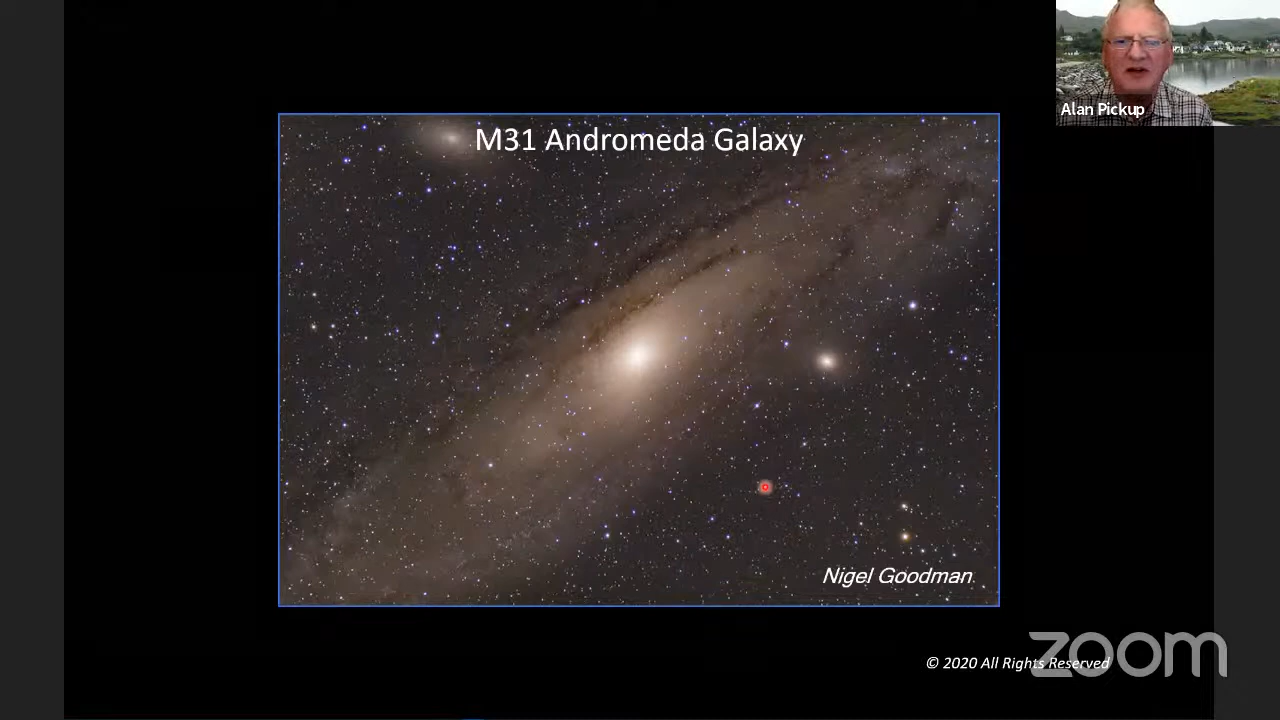 Alan Pickup
M31 Andromeda Galaxy
Nigel Goodman
© 2020 All Rights Reserved
zoom